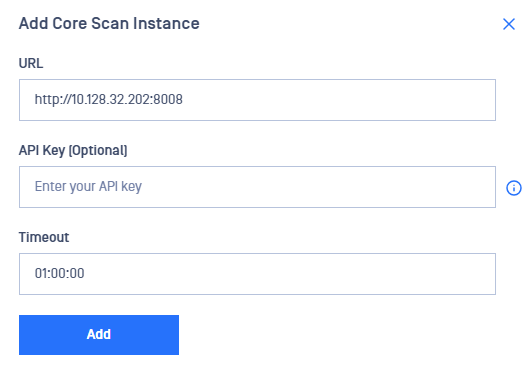 Add Core Scan Instance
URL
http://10.128.32.202:8008
API Key (Optional)
Enter your API key
Timeout
01:00:00
Add